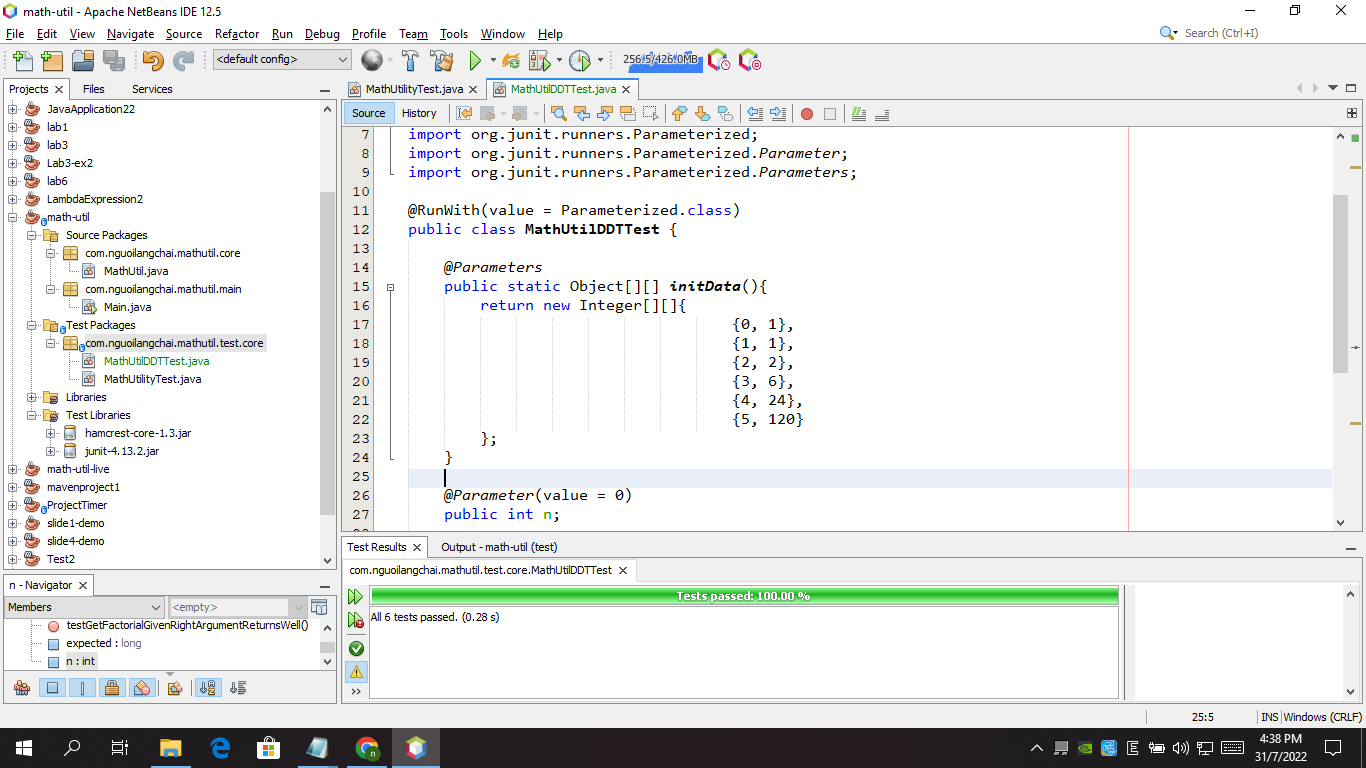 math-util - Apache NetBeans IDE 12.5
File Edit View Navigate Source Refactor Run Debug Profile Team Tools Window Help
Search (Ctrl+I)
<default config>
256.5/426.0MB
Projects
Files
Services
JavaApplication22
lab1
lab3
Lab3-ex2
lab6
LambdaExpression2
math-util
Source Packages
com.nguoilangchai.mathutil.core
MathUtil.java
com.nguoilangchai.mathutil.main
Main.java
Test Packages
com.nguoilangchai.mathutil.test.core
MathUtilDDTTest.java
MathUtilityTest.java
Libraries
Test Libraries
hamcrest-core-1.3.jar
junit-4.13.2.jar
math-util-live
mavenproject1
ProjectTimer
slide1-demo
slide4-demo
Test2
n - Navigator
Members
<empty>
testGetFactorialGivenRightArgumentReturnsWell()
expected : long
n : int
MathUtilityTest.java
MathUtilDDTTest.java
Source
History
7 import org.junit.runners.Parameterized;
8 import org.junit.runners.Parameterized.Parameter;
9 import org.junit.runners.Parameterized.Parameters;
10
11 @RunWith(value = Parameterized.class)
12 public class MathUtilDDTTest {
13
14 @Parameters
15 public static Object[][] initData(){
16 return new Integer[][]{
17 {0, 1},
18 {1, 1},
19 {2, 2},
20 {3, 6},
21 {4, 24},
22 {5, 120}
23 };
24 }
25
26 @Parameter(value = 0)
27 public int n;
Test Results
Output - math-util (test)
com.nguoilangchai.mathutil.test.core.MathUtilDDTTest
Tests passed: 100.00 %
All 6 tests passed. (0.28 s)
25:5
INS
Windows (CRLF)
4:38 PM
31/7/2022